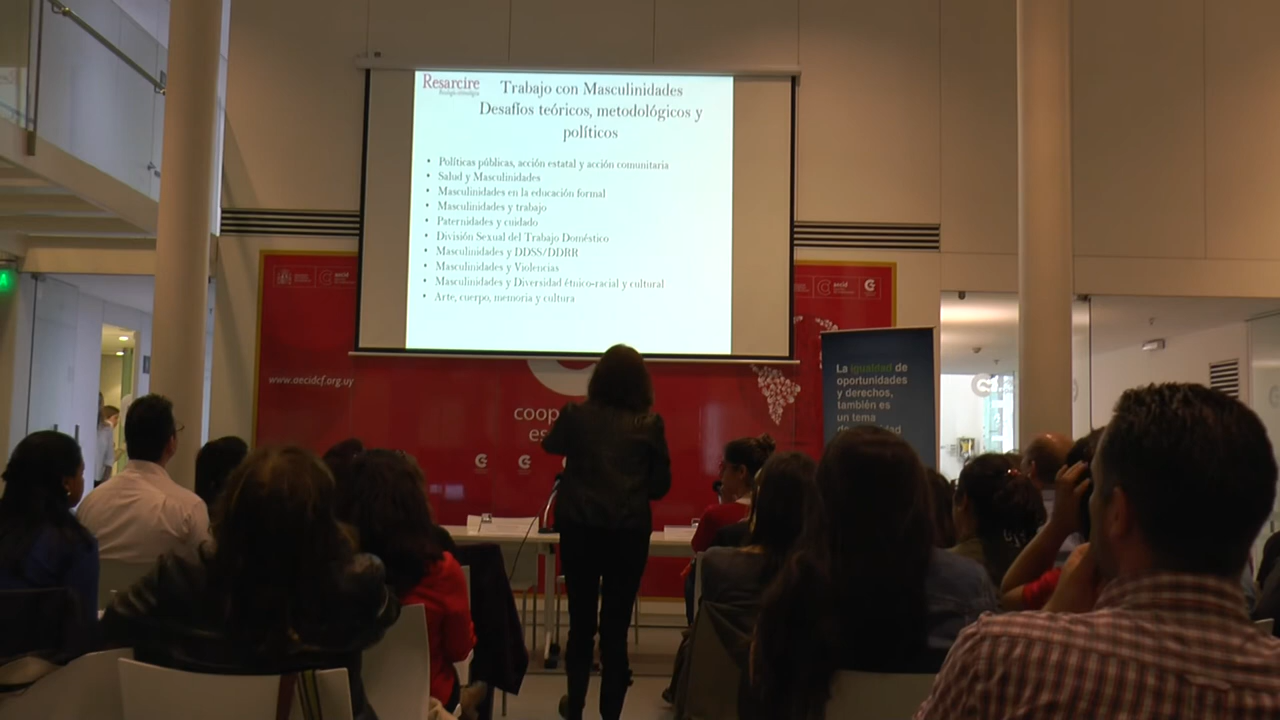 Resarcire
Trabajo con Masculinidades
Desafíos teóricos, metodológicos y
políticos
• Políticas públicas, acción estatal y acción comunitaria
• Salud y Masculinidades
• Masculinidades en la educación formal
• Masculinidades y trabajo
• Paternidades y cuidado
• División Sexual del Trabajo Doméstico
• Masculinidades y DDSS/DDRR
• Masculinidades y Violencias
• Masculinidades y Diversidad étnico-racial y cultural
• Arte, cuerpo, memoria y cultura
aecid
www.aecidcf.org.uy
coop
es
La igualdad de
oportunidades
y derechos,
también es
un tema